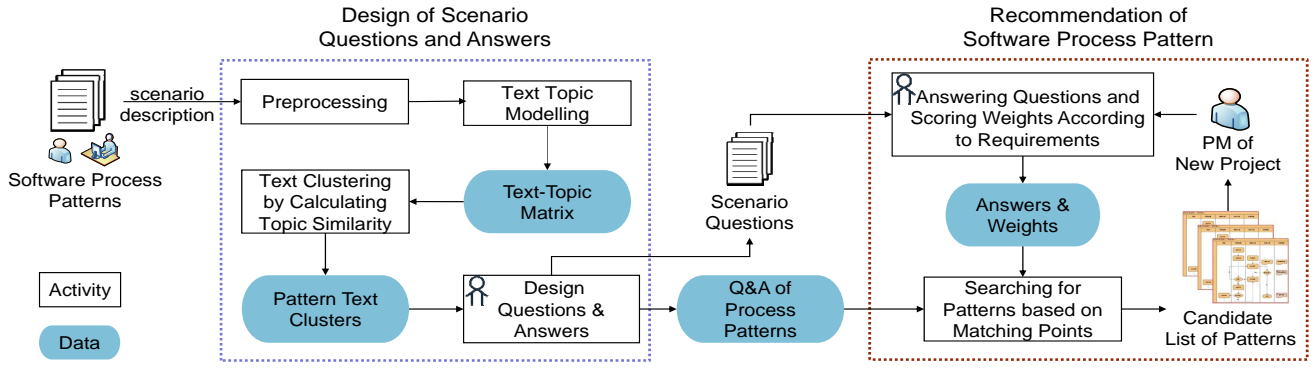 Design of Scenario
Questions and Answers
Recommendation of
Software Process Pattern
scenario
description
Software Process
Patterns
Preprocessing
Text Topic
Modelling
Text Clustering
by Calculating
Topic Similarity
Text-Topic
Matrix
Pattern Text
Clusters
Design
Questions &
Answers
Scenario
Questions
Q&A of
Process
Patterns
Answering Questions and
Scoring Weights According
to Requirements
PM of
New Project
Answers &
Weights
Searching for
Patterns based on
Matching Points
Candidate
List of Patterns
Activity
Data